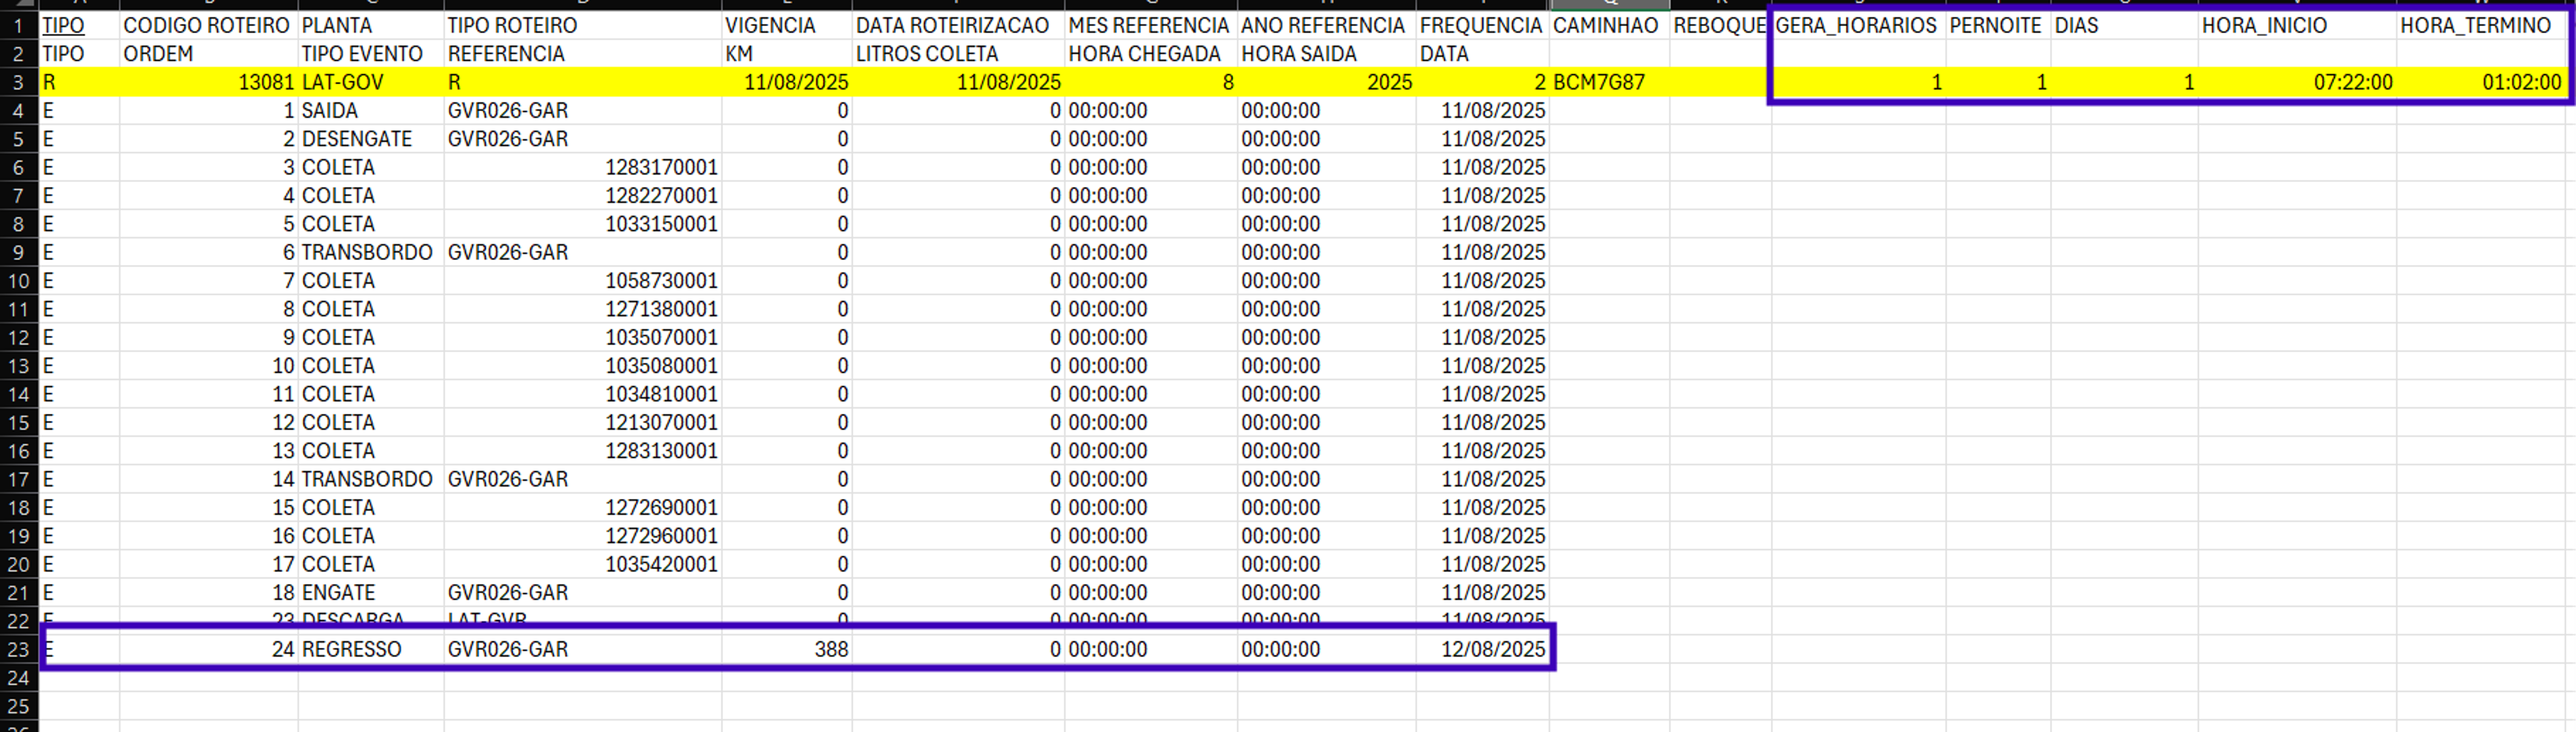 1 TIPO CODIGO ROTEIRO PLANTA TIPO ROTEIRO VIGENCIA DATA ROTEIRIZACAO MES REFERENCIA ANO REFERENCIA FREQUENCIA CAMINHAO REBOQUE GERA_HORARIOS PERNOITE DIAS HORA_INICIO HORA_TERMINO
2 TIPO ORDEM TIPO EVENTO REFERENCIA KM LITROS COLETA HORA CHEGADA HORA SAIDA DATA
3 R 13081 LAT-GOV R 11/08/2025 11/08/2025 8 2025 2 BCM7G87 1 1 1 07:22:00 01:02:00
4 E 1 SAIDA GVR026-GAR 0 0 00:00:00 00:00:00 11/08/2025
5 E 2 DESENGATE GVR026-GAR 0 0 00:00:00 00:00:00 11/08/2025
6 E 3 COLETA 1283170001 0 0 00:00:00 00:00:00 11/08/2025
7 E 4 COLETA 1282270001 0 0 00:00:00 00:00:00 11/08/2025
8 E 5 COLETA 1033150001 0 0 00:00:00 00:00:00 11/08/2025
9 E 6 TRANSBORDO GVR026-GAR 0 0 00:00:00 00:00:00 11/08/2025
10 E 7 COLETA 1058730001 0 0 00:00:00 00:00:00 11/08/2025
11 E 8 COLETA 1271380001 0 0 00:00:00 00:00:00 11/08/2025
12 E 9 COLETA 1035070001 0 0 00:00:00 00:00:00 11/08/2025
13 E 10 COLETA 1035080001 0 0 00:00:00 00:00:00 11/08/2025
14 E 11 COLETA 1034810001 0 0 00:00:00 00:00:00 11/08/2025
15 E 12 COLETA 1213070001 0 0 00:00:00 00:00:00 11/08/2025
16 E 13 COLETA 1283130001 0 0 00:00:00 00:00:00 11/08/2025
17 E 14 TRANSBORDO GVR026-GAR 0 0 00:00:00 00:00:00 11/08/2025
18 E 15 COLETA 1272690001 0 0 00:00:00 00:00:00 11/08/2025
19 E 16 COLETA 1272960001 0 0 00:00:00 00:00:00 11/08/2025
20 E 17 COLETA 1035420001 0 0 00:00:00 00:00:00 11/08/2025
21 E 18 ENGATE GVR026-GAR 0 0 00:00:00 00:00:00 11/08/2025
22 E 23 DESCARGA LAT-GVR 0 0 00:00:00 00:00:00 11/08/2025
23 E 24 REGRESSO GVR026-GAR 388 0 00:00:00 00:00:00 12/08/2025
24
25